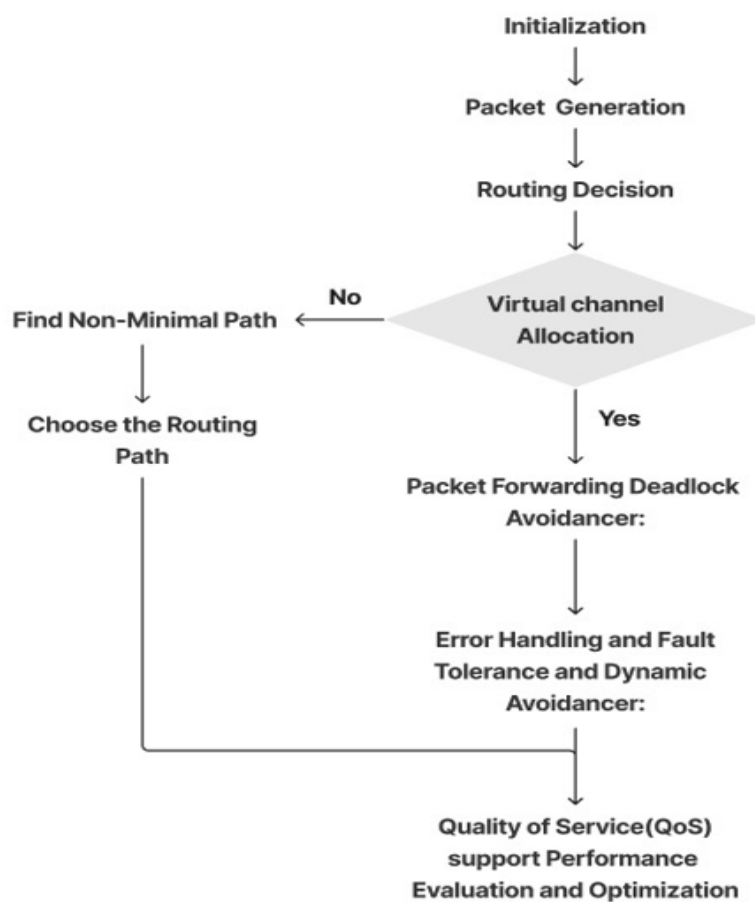 Initialization
Packet Generation
Routing Decision
Virtual channel
Allocation
No
Find Non-Minimal Path
Choose the Routing
Path
Yes
Packet Forwarding Deadlock
Avoidancer:
Error Handling and Fault
Tolerance and Dynamic
Avoidancer:
Quality of Service(QoS)
support Performance
Evaluation and Optimization